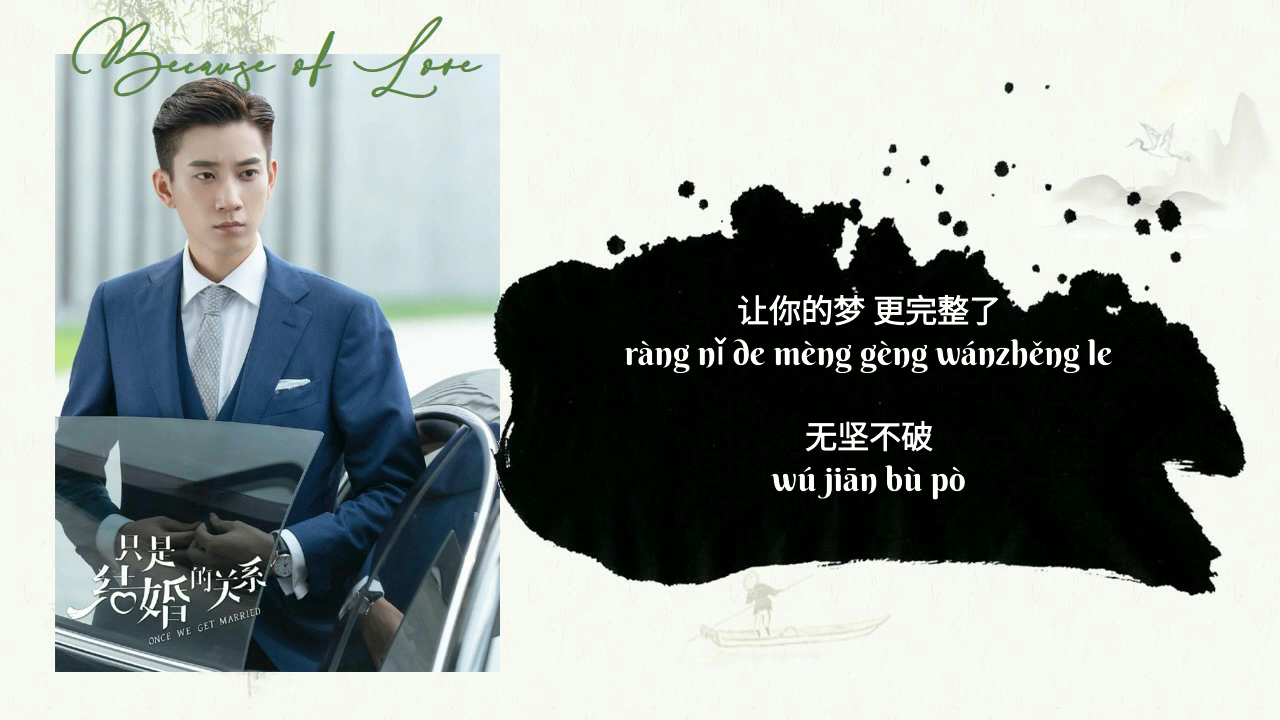 Because of Love
让你的梦 更完整了
ràng nǐ de mèng gèng wánzhěng le
无坚不破
wú jiān bù pò
只是
结婚的关系
ONCE WE GET MARRIED